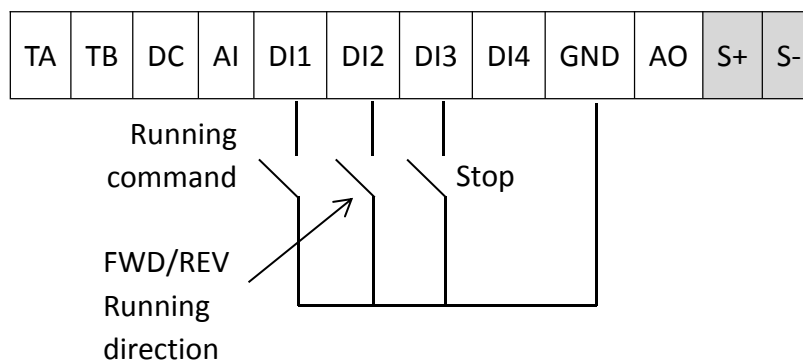 TA TB DC AI DI1 DI2 DI3 DI4 GND AO S+ S-
Running
command
Stop
FWD/REV
Running
direction